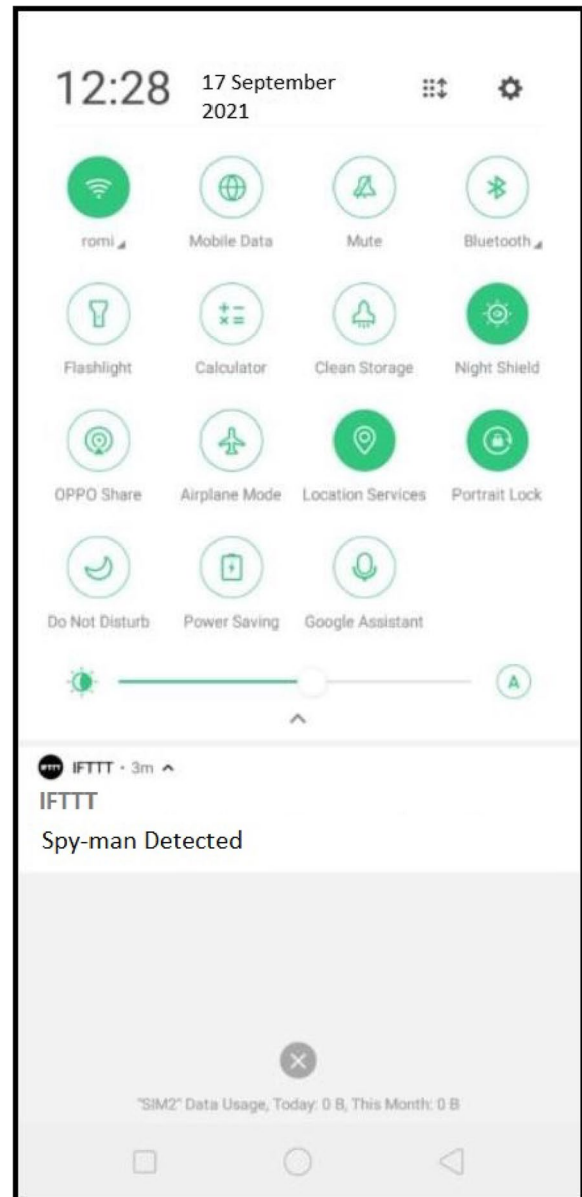 12:28
17 September
2021
romi
Mobile Data
Mute
Bluetooth
Flashlight
Calculator
Clean Storage
Night Shield
OPPO Share
Airplane Mode
Location Services
Portrait Lock
Do Not Disturb
Power Saving
Google Assistant
A
IFTTT IFTTT · 3m
IFTTT
Spy-man Detected
"SIM2" Data Usage, Today: 0 B, This Month: 0 B